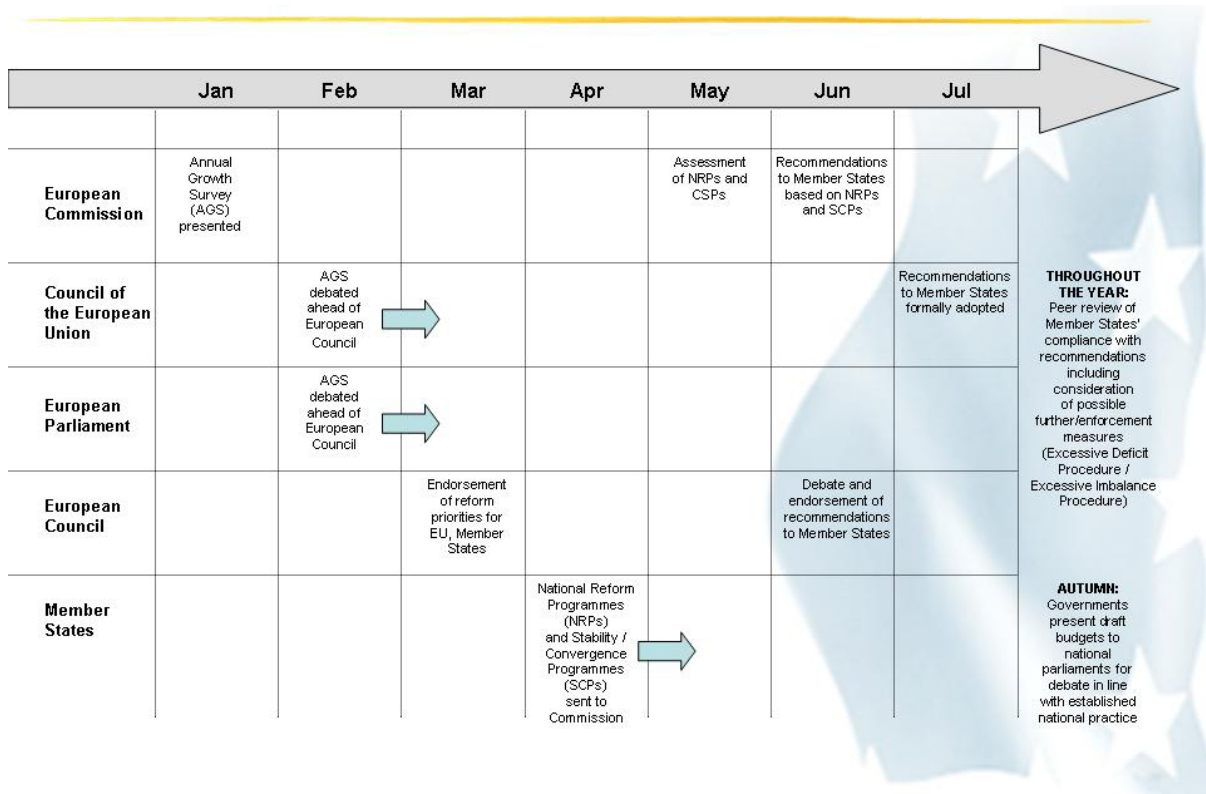 Jan Feb Mar Apr May Jun Jul
European
Commission
Annual
Growth
Survey
(AGS)
presented
Assessment
of NRPs and
CSPs
Recommendations
to Member States
based on NRPs
and SCPs
Council of
the European
Union
AGS
debated
ahead of
European
Council
Recommendations
to Member States
formally adopted
European
Parliament
AGS
debated
ahead of
European
Council
European
Council
Endorsement
of reform
priorities for
EU, Member
States
Debate and
endorsement of
recommendations
to Member States
Member
States
National Reform
Programmes
(NRPs)
and Stability /
Convergence
Programmes
(SCPs)
sent to
Commission
THROUGHOUT
THE YEAR:
Peer review of
Member States'
compliance with
recommendations
including
consideration
of possible
further/enforcement
measures
(Excessive Deficit
Procedure /
Excessive Imbalance
Procedure)
AUTUMN:
Governments
present draft
budgets to
national
parliaments for
debate in line
with established
national practice